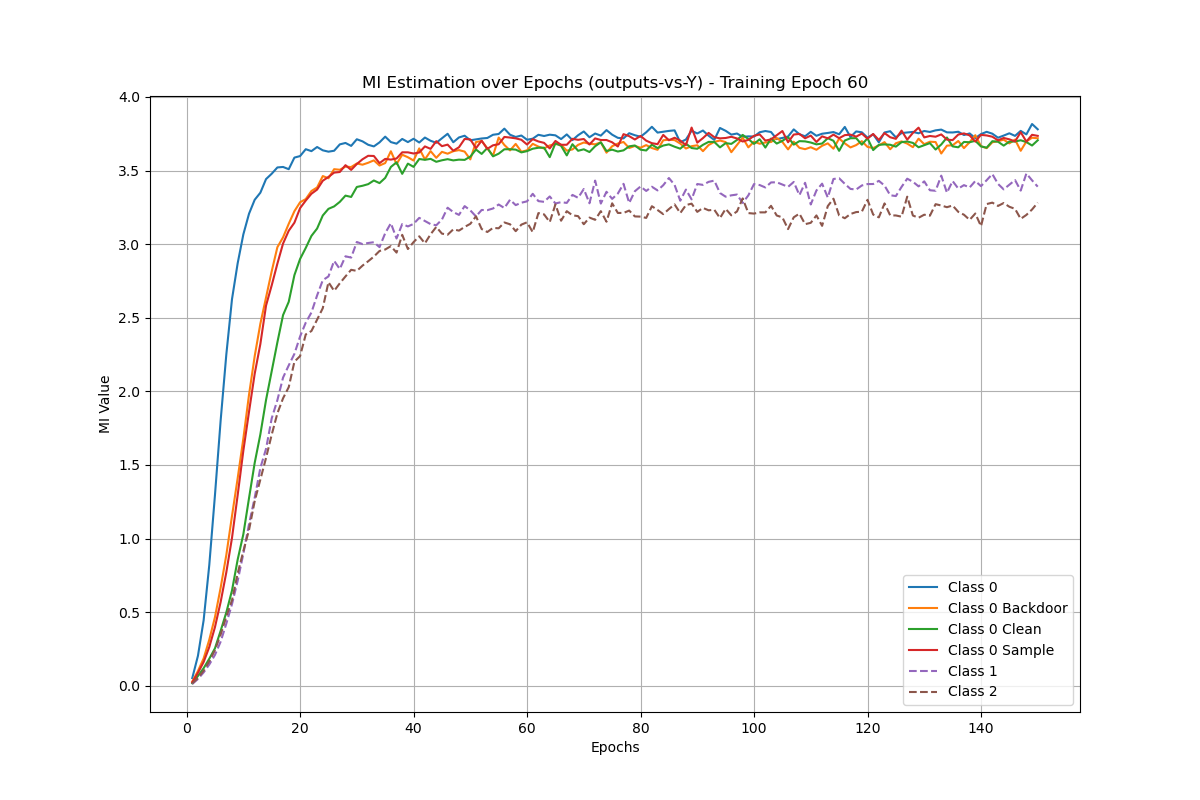 MI Estimation over Epochs (outputs-vs-Y) - Training Epoch 60
MI Value
4.0
3.5
3.0
2.5
2.0
1.5
1.0
0.5
0.0
0 20 40 60 80 100 120 140
Epochs
Class 0
Class 0 Backdoor
Class 0 Clean
Class 0 Sample
Class 1
Class 2